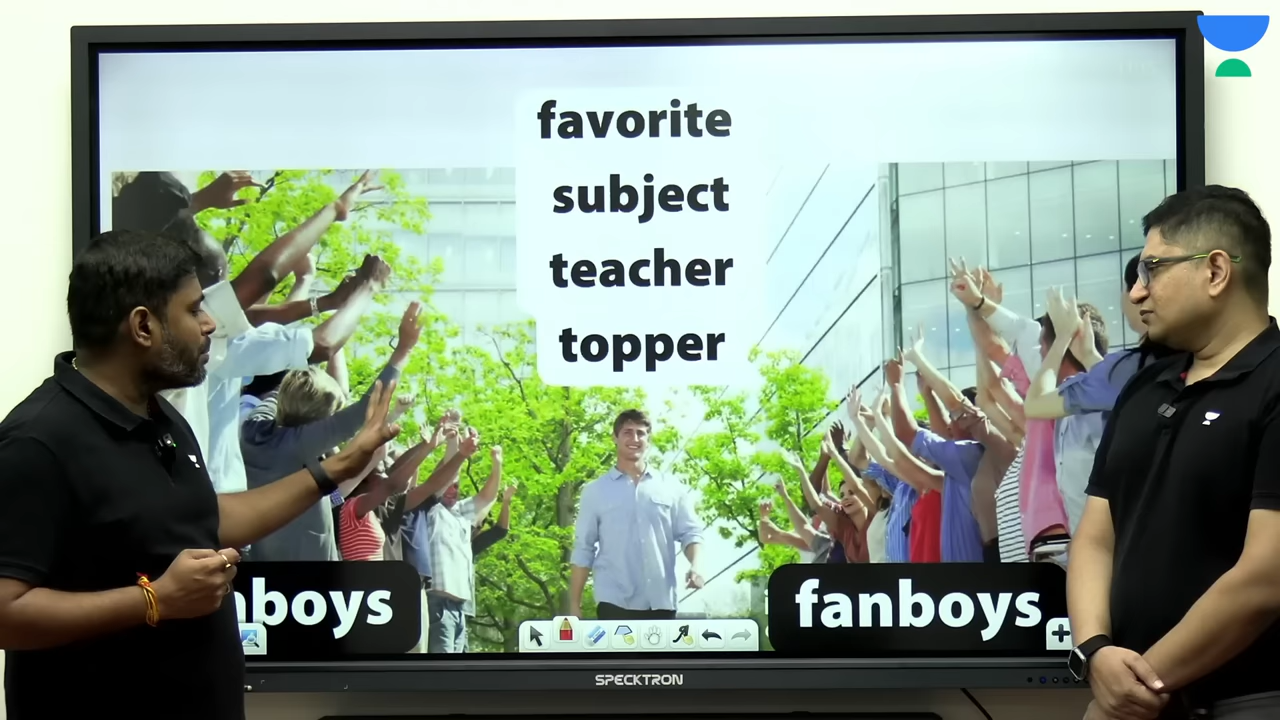 favorite
subject
teacher
topper
fanboys
SPECKTRON